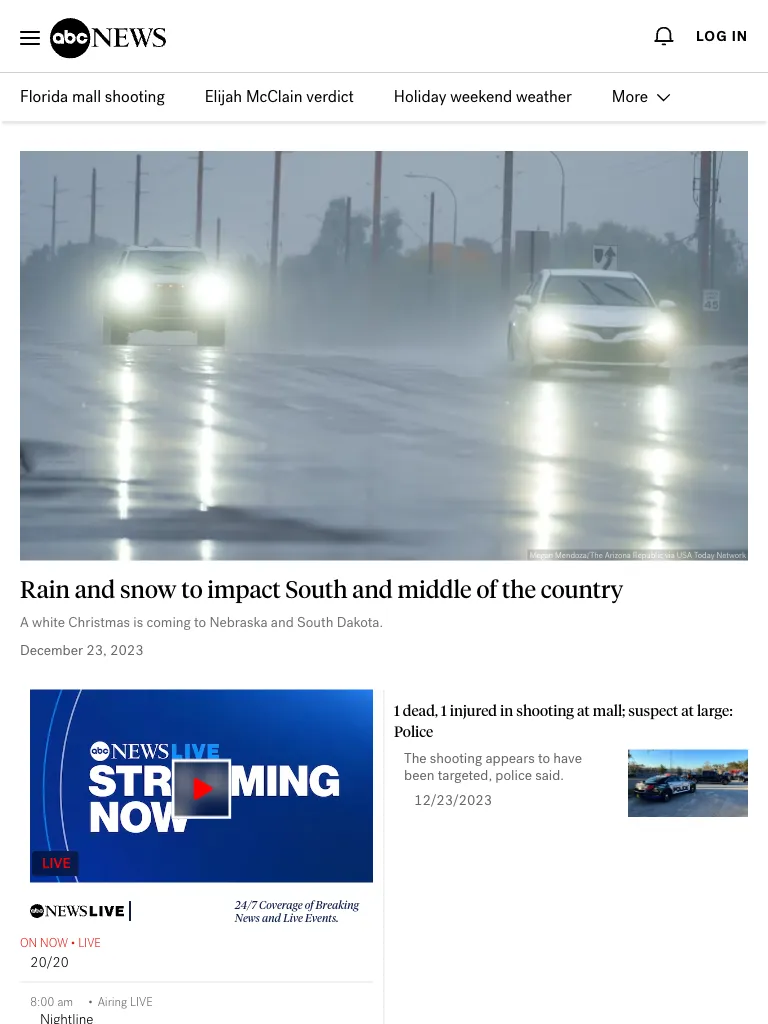 abc NEWS
LOG IN
Florida mall shooting
Elijah McClain verdict
Holiday weekend weather
More
45
Megan Mendoza/The Arizona Republic via USA Today Network
Rain and snow to impact South and middle of the country
A white Christmas is coming to Nebraska and South Dakota.
December 23, 2023
abc NEWS LIVE
STR MING
NOW
LIVE
abc NEWS LIVE
24/7 Coverage of Breaking
News and Live Events.
ON NOW • LIVE
20/20
8:00 am • Airing LIVE
Nightline
1 dead, 1 injured in shooting at mall; suspect at large:
Police
The shooting appears to have
been targeted, police said.
12/23/2023
POLICE